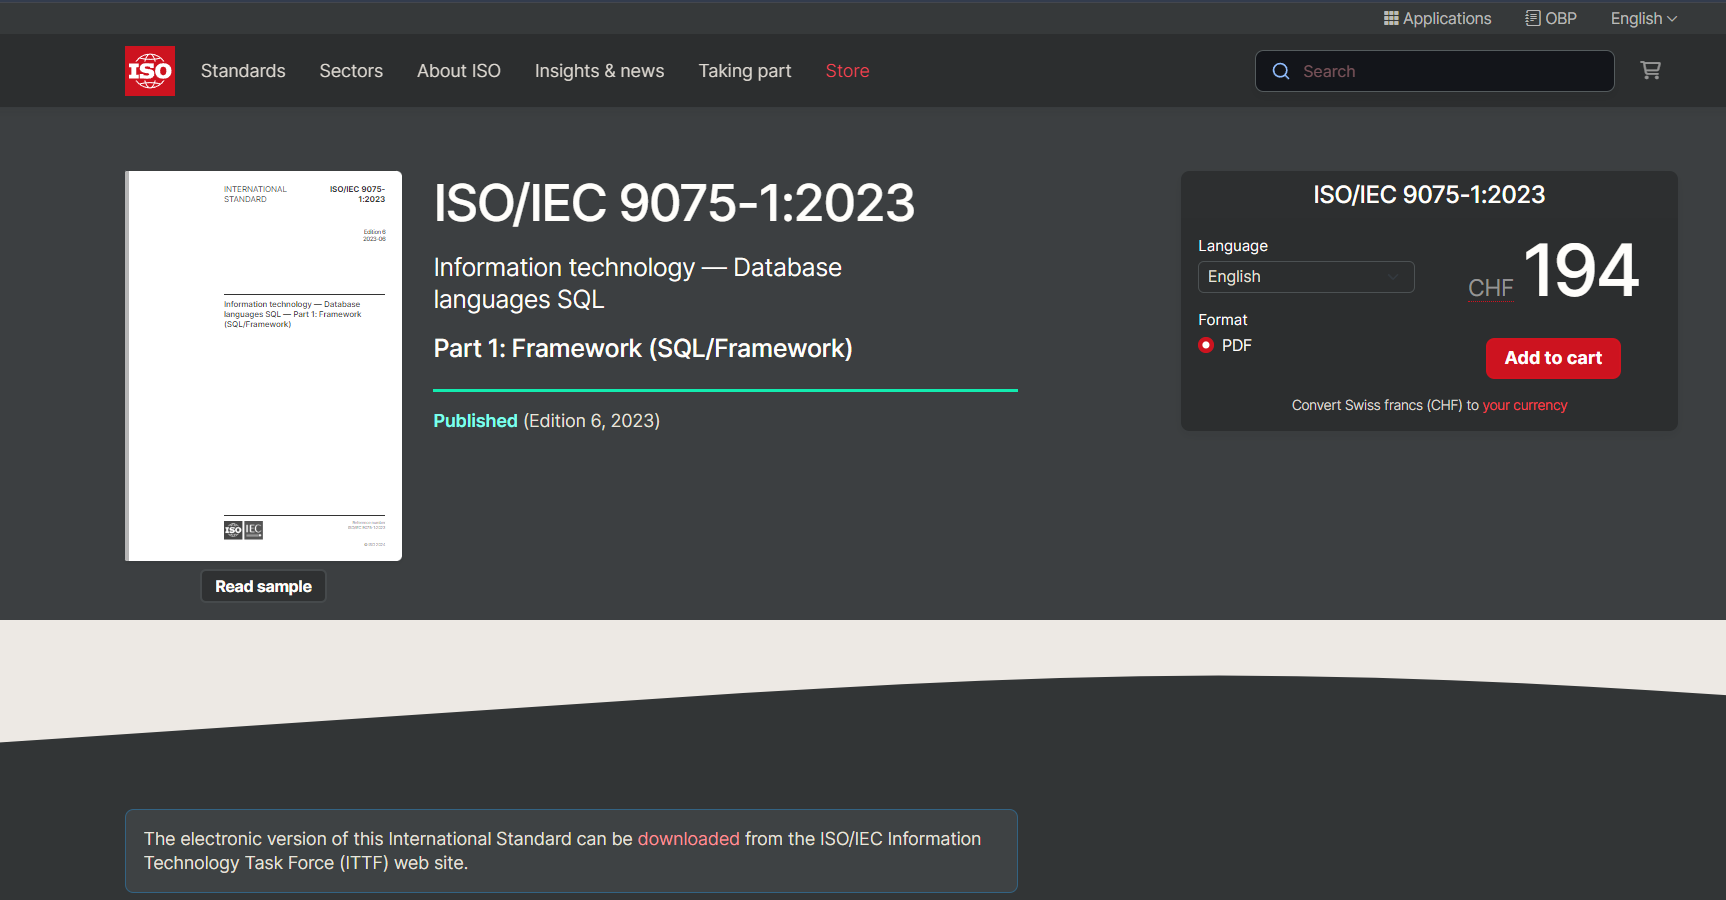 Applications OBP English
ISO Standards Sectors About ISO Insights & news Taking part Store Search
INTERNATIONAL STANDARD
ISO/IEC 9075-1:2023
Edition 6
2023-06
Information technology — Database
languages SQL — Part 1: Framework
(SQL/Framework)
ISO IEC
Read sample
ISO/IEC 9075-1:2023
Information technology — Database
languages SQL
Part 1: Framework (SQL/Framework)
Published (Edition 6, 2023)
ISO/IEC 9075-1:2023
Language
English
CHF 194
Format
PDF
Add to cart
Convert Swiss francs (CHF) to your currency
The electronic version of this International Standard can be downloaded from the ISO/IEC Information
Technology Task Force (ITTF) web site.